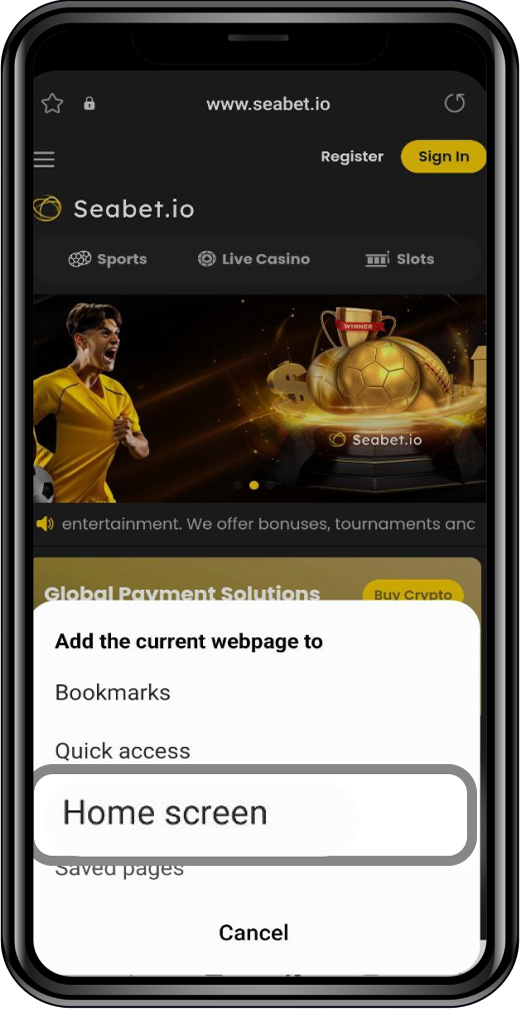 www.seabet.io
Register
Sign In
Seabet.io
Sports
Live Casino
Slots
WINNER
$
Seabet.io
entertainment. We offer bonuses, tournaments and
Global Payment Solutions
Buy Crypto
Add the current webpage to
Bookmarks
Quick access
Home screen
Saved pages
Cancel